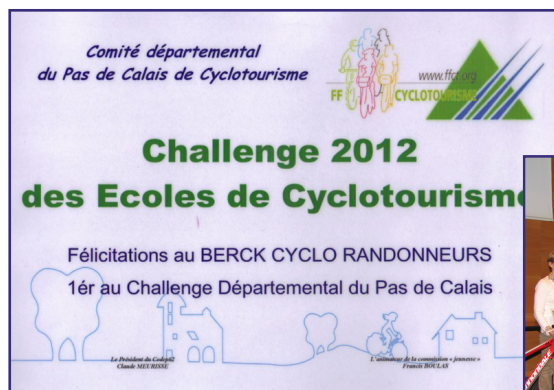 Comité départemental
du Pas de Calais de Cyclotourisme
www.ffct.org
FF CYCLOTOURISME
Challenge 2012
des Ecoles de Cyclotourisme
Félicitations au BERCK CYCLO RANDONNEURS
1ér au Challenge Départemental du Pas de Calais
Le Président du Codep62
Claude MEURISSE
L'animateur de la commission « jeunesse »
Francis BOULAS